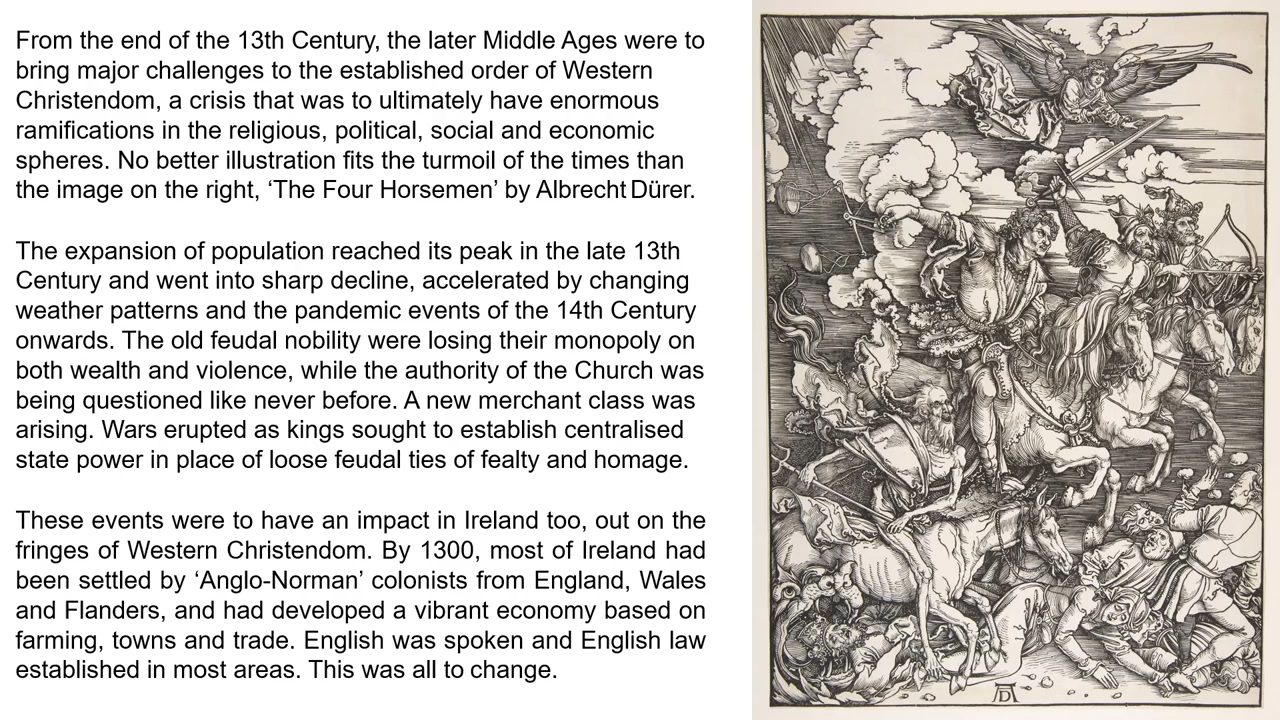 From the end of the 13th Century, the later Middle Ages were to
bring major challenges to the established order of Western
Christendom, a crisis that was to ultimately have enormous
ramifications in the religious, political, social and economic
spheres. No better illustration fits the turmoil of the times than
the image on the right, ‘The Four Horsemen’ by Albrecht Dürer.
The expansion of population reached its peak in the late 13th
Century and went into sharp decline, accelerated by changing
weather patterns and the pandemic events of the 14th Century
onwards. The old feudal nobility were losing their monopoly on
both wealth and violence, while the authority of the Church was
being questioned like never before. A new merchant class was
arising. Wars erupted as kings sought to establish centralised
state power in place of loose feudal ties of fealty and homage.
These events were to have an impact in Ireland too, out on the
fringes of Western Christendom. By 1300, most of Ireland had
been settled by ‘Anglo-Norman’ colonists from England, Wales
and Flanders, and had developed a vibrant economy based on
farming, towns and trade. English was spoken and English law
established in most areas. This was all to change.
AD